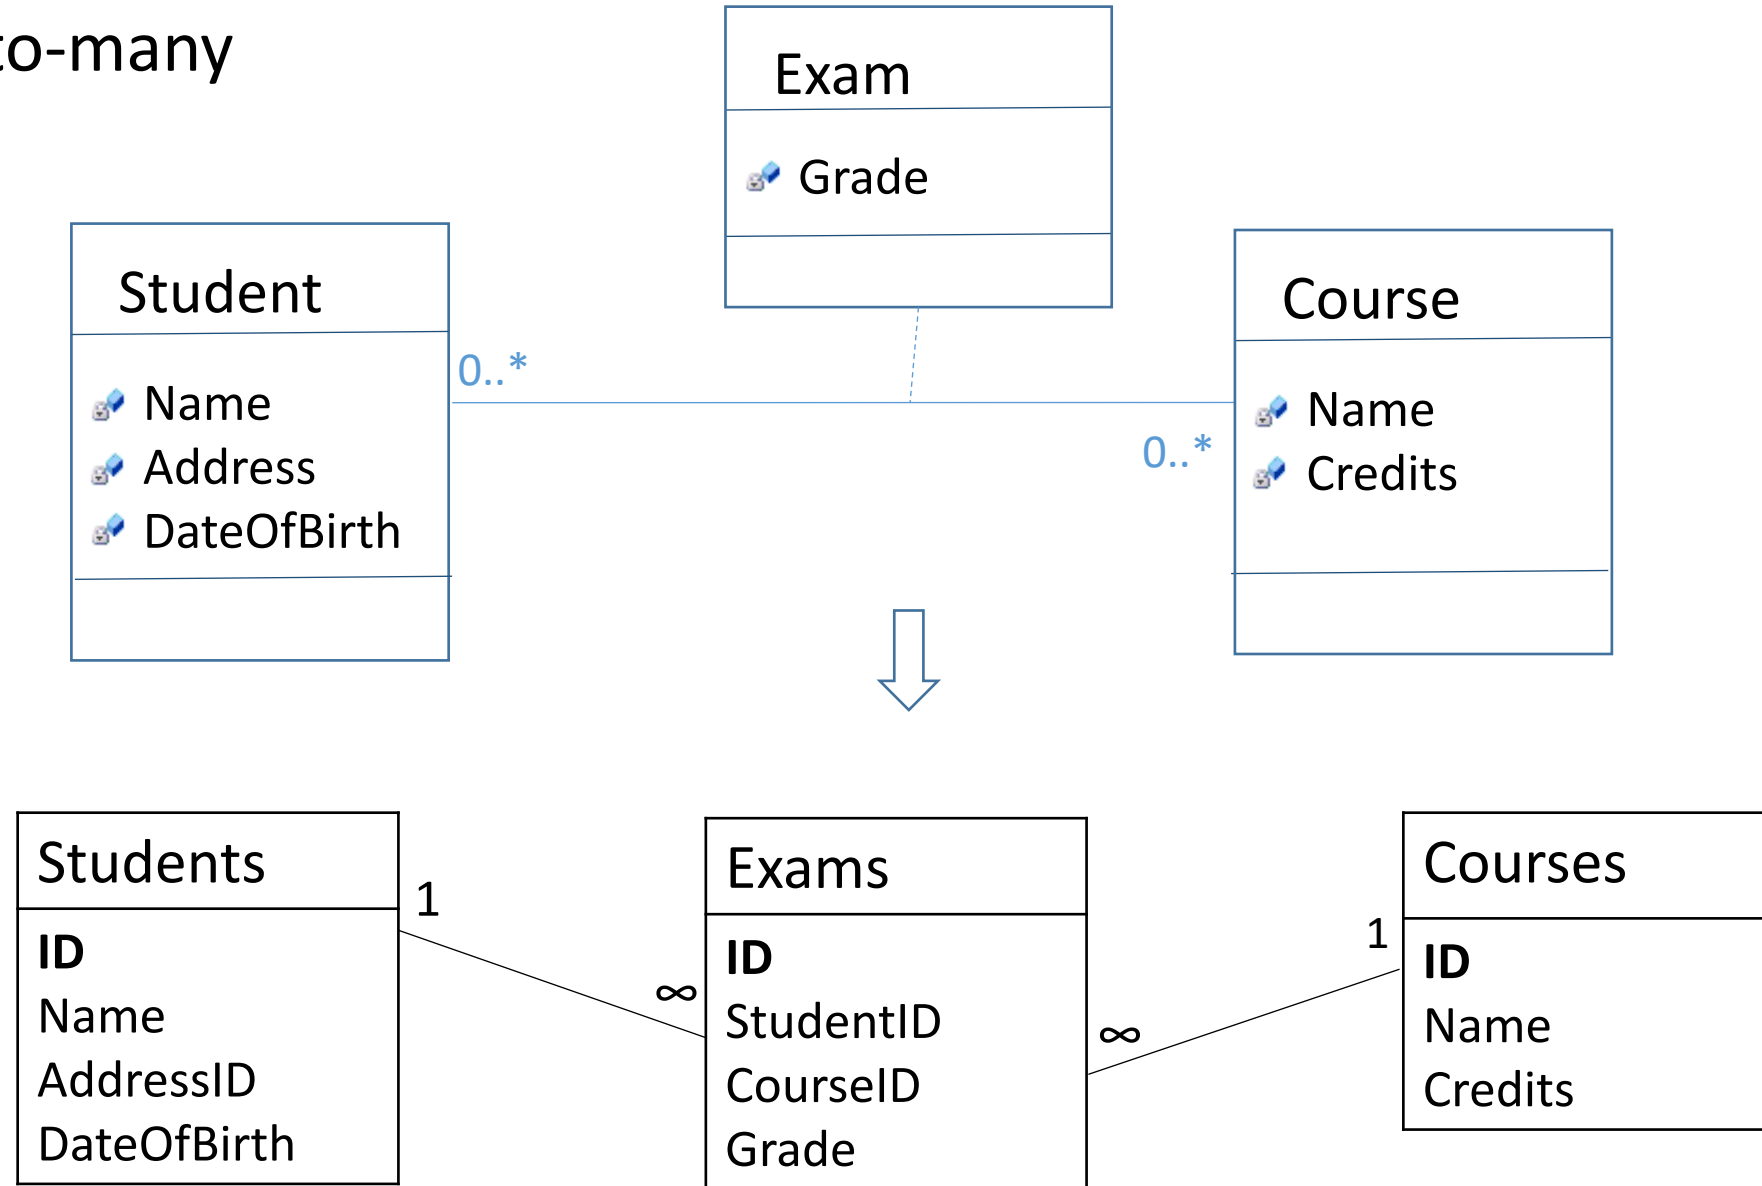 to-many
Exam
Grade
Student
Name
Address
DateOfBirth
0..*
0..*
Course
Name
Credits
Students
ID
Name
AddressID
DateOfBirth
1
∞
Exams
ID
StudentID
CourseID
Grade
∞
1
Courses
ID
Name
Credits